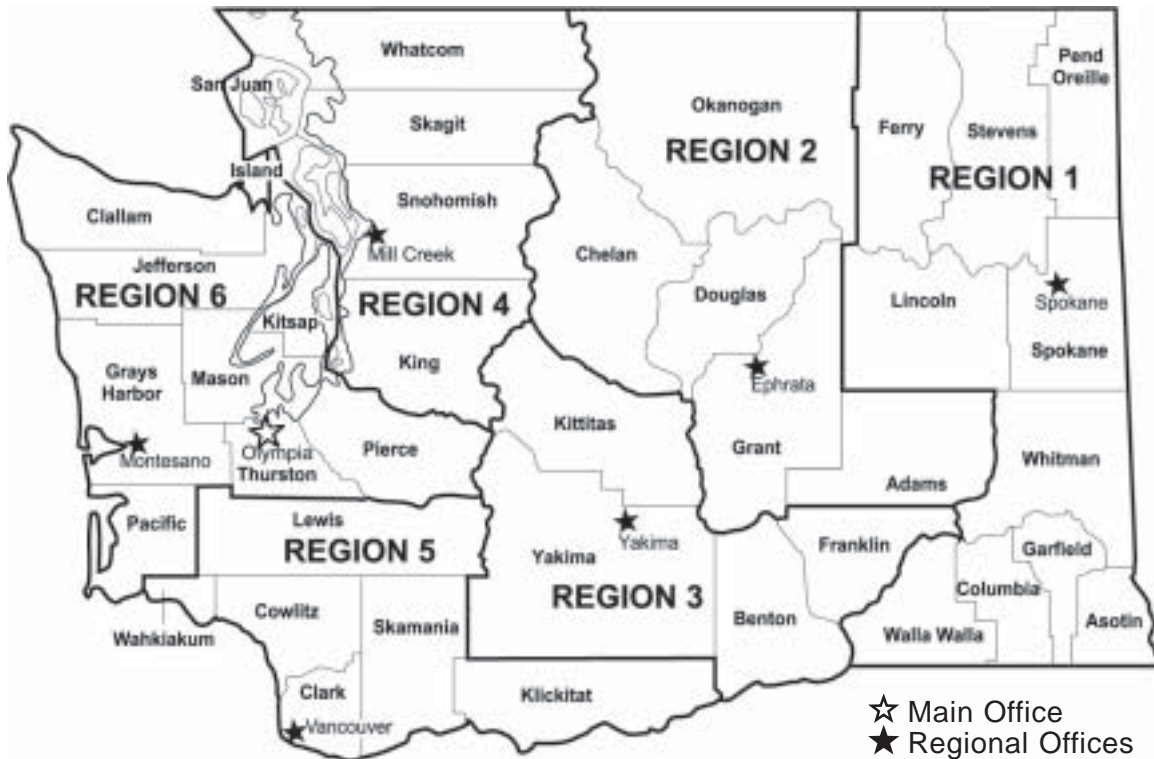 Whatcom
Pend
Oreille
San Juan
Okanogan
Skagit
Ferry
Stevens
REGION 2
Island
REGION 1
Snohomish
Clallam
Mill Creek
Chelan
Jefferson
REGION 6
Douglas
Lincoln
Spokane
REGION 4
Kitsap
Spokane
King
Grays
Harbor
Mason
Ephrata
Kittitas
Grant
Pierce
Olympia
Montesano
Thurston
Whitman
Adams
Pacific
Lewis
Yakima
Franklin
REGION 5
Yakima
Garfield
Columbia
REGION 3
Cowlitz
Benton
Asotin
Skamania
Wahkiakum
Walla Walla
Clark
Klickitat
Vancouver
Main Office
Regional Offices